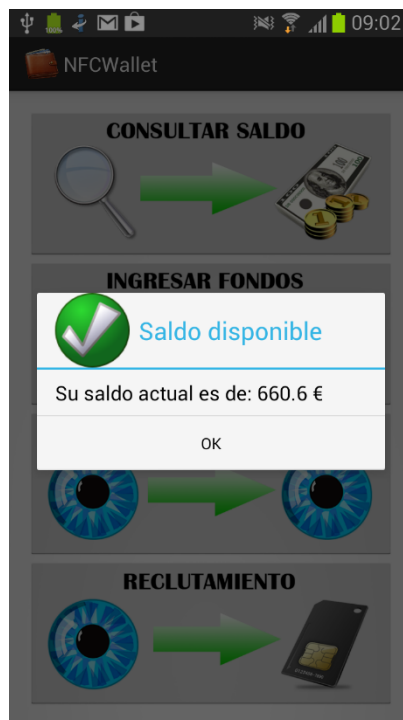 09:02
NFCWallet
CONSULTAR SALDO
INGRESAR FONDOS
Saldo disponible
Su saldo actual es de: 660.6 €
OK
RECLUTAMIENTO